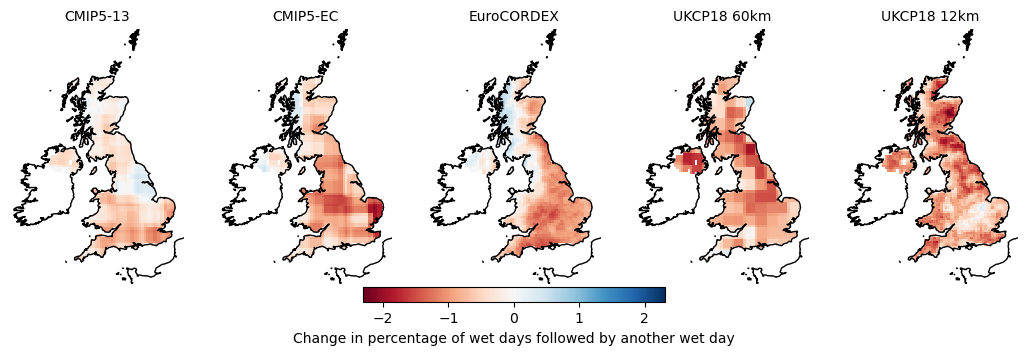 CMIP5-13 CMIP5-EC EuroCORDEX UKCP18 60km UKCP18 12km
−2 −1 0 1 2
Change in percentage of wet days followed by another wet day